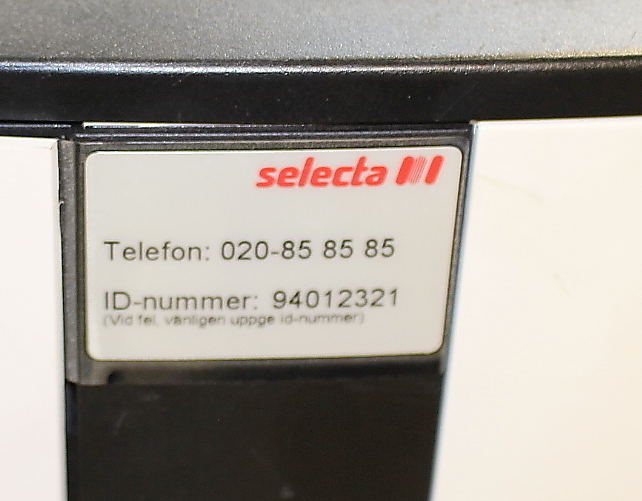 selecta
Telefon: 020-85 85 85
ID-nummer: 94012321
(Vid fel, vänligen uppge id-nummer)